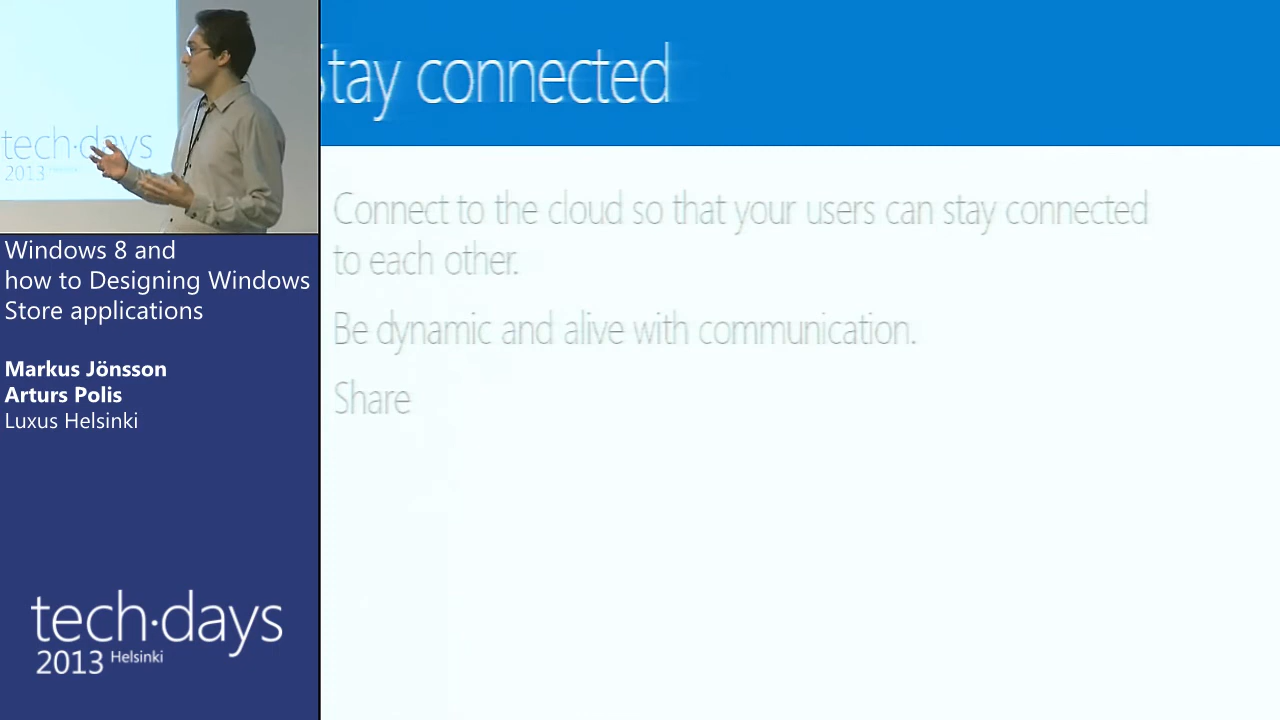 tech·days
2013
Windows 8 and
how to Designing Windows
Store applications
Markus Jönsson
Arturs Polis
Luxus Helsinki
tech·days
2013 Helsinki
Stay connected
Connect to the cloud so that your users can stay connected
to each other.
Be dynamic and alive with communication.
Share